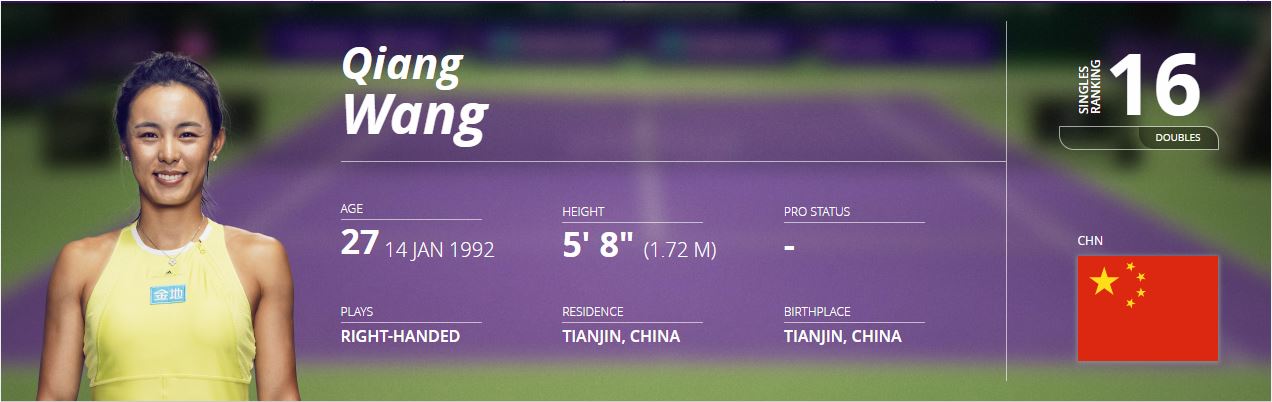 Qiang
Wang
SINGLES
RANKING
16
DOUBLES
AGE
27 14 JAN 1992
HEIGHT
5' 8" (1.72 M)
PRO STATUS
-
PLAYS
RIGHT-HANDED
RESIDENCE
TIANJIN, CHINA
BIRTHPLACE
TIANJIN, CHINA
CHN
金地